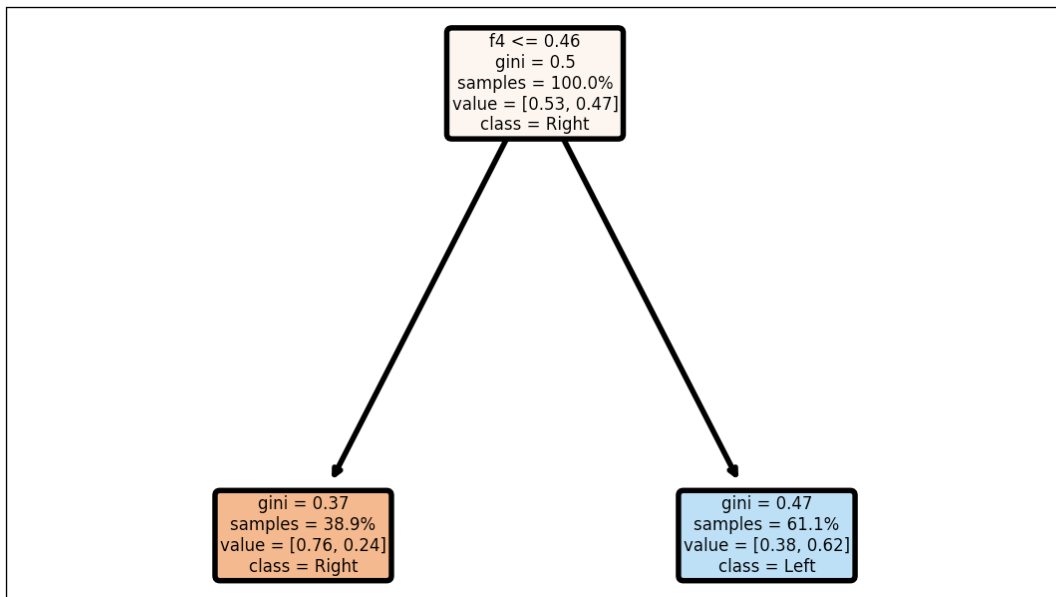 f4 <= 0.46
gini = 0.5
samples = 100.0%
value = [0.53, 0.47]
class = Right
gini = 0.37
samples = 38.9%
value = [0.76, 0.24]
class = Right
gini = 0.47
samples = 61.1%
value = [0.38, 0.62]
class = Left